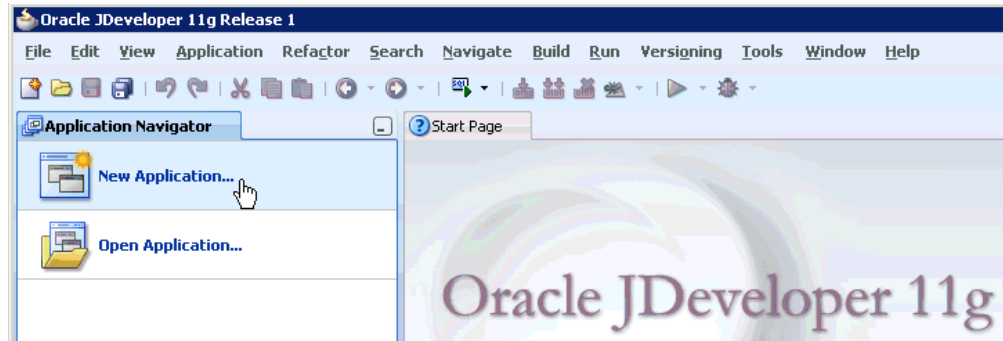 Oracle JDeveloper 11g Release 1
File Edit View Application Refactor Search Navigate Build Run Versioning Tools Window Help
Application Navigator
Start Page
New Application...
Open Application...
Oracle JDeveloper 11g